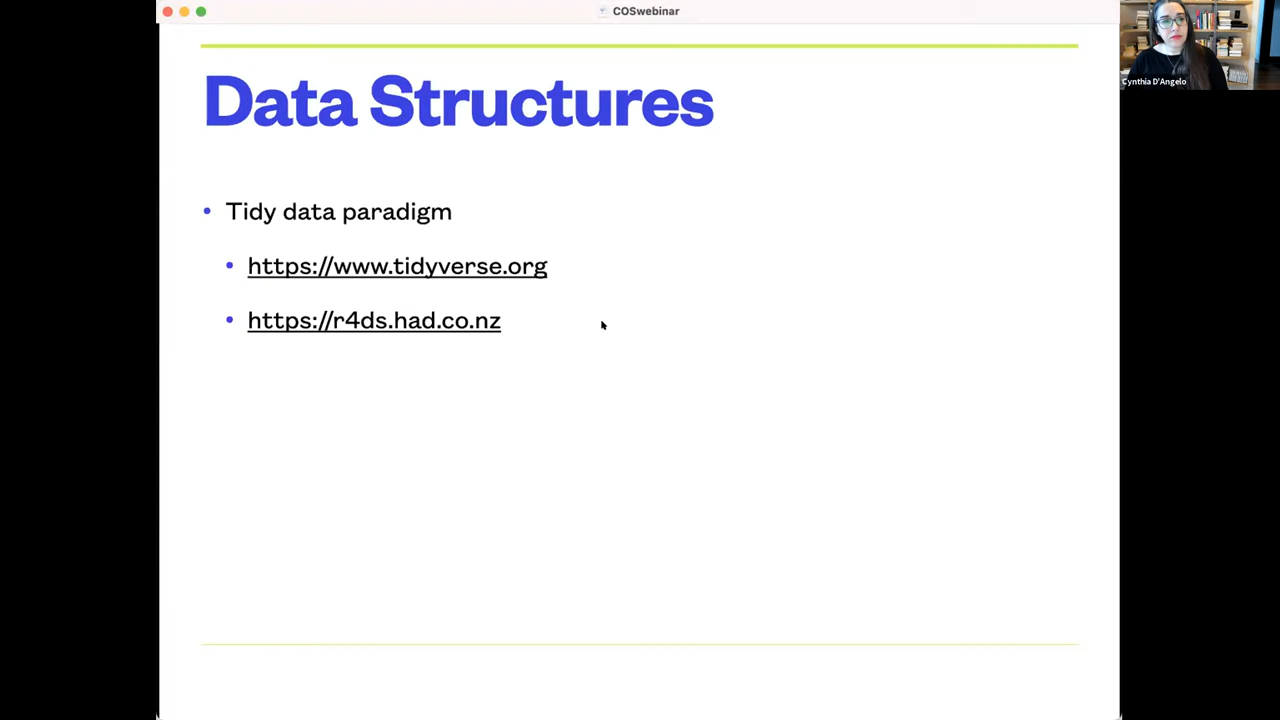 COSwebinar
Cynthia D'Angelo
Data Structures
Tidy data paradigm
https://www.tidyverse.org
https://r4ds.had.co.nz